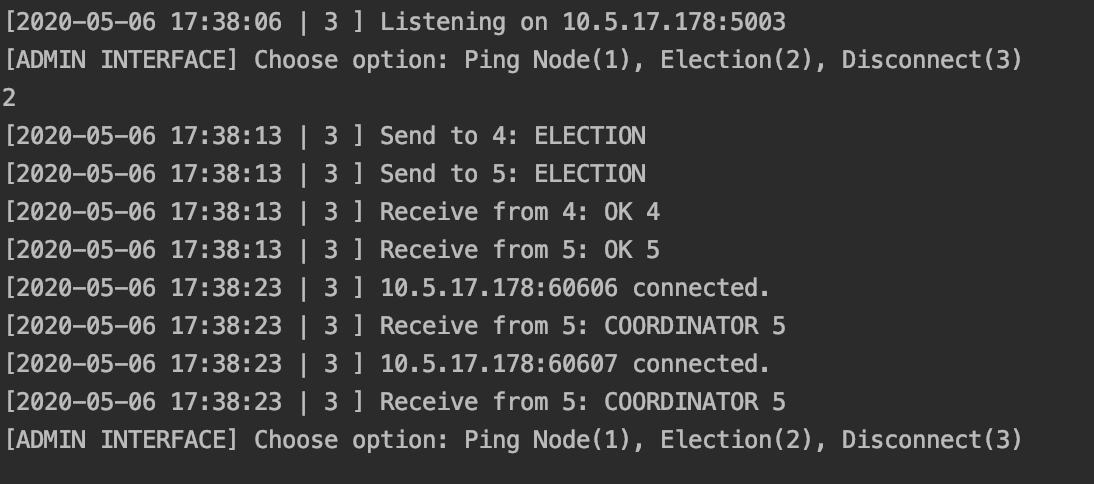 [2020-05-06 17:38:06 | 3 ] Listening on 10.5.17.178:5003
[ADMIN INTERFACE] Choose option: Ping Node(1), Election(2), Disconnect(3)
2
[2020-05-06 17:38:13 | 3 ] Send to 4: ELECTION
[2020-05-06 17:38:13 | 3 ] Send to 5: ELECTION
[2020-05-06 17:38:13 | 3 ] Receive from 4: OK 4
[2020-05-06 17:38:13 | 3 ] Receive from 5: OK 5
[2020-05-06 17:38:23 | 3 ] 10.5.17.178:60606 connected.
[2020-05-06 17:38:23 | 3 ] Receive from 5: COORDINATOR 5
[2020-05-06 17:38:23 | 3 ] 10.5.17.178:60607 connected.
[2020-05-06 17:38:23 | 3 ] Receive from 5: COORDINATOR 5
[ADMIN INTERFACE] Choose option: Ping Node(1), Election(2), Disconnect(3)